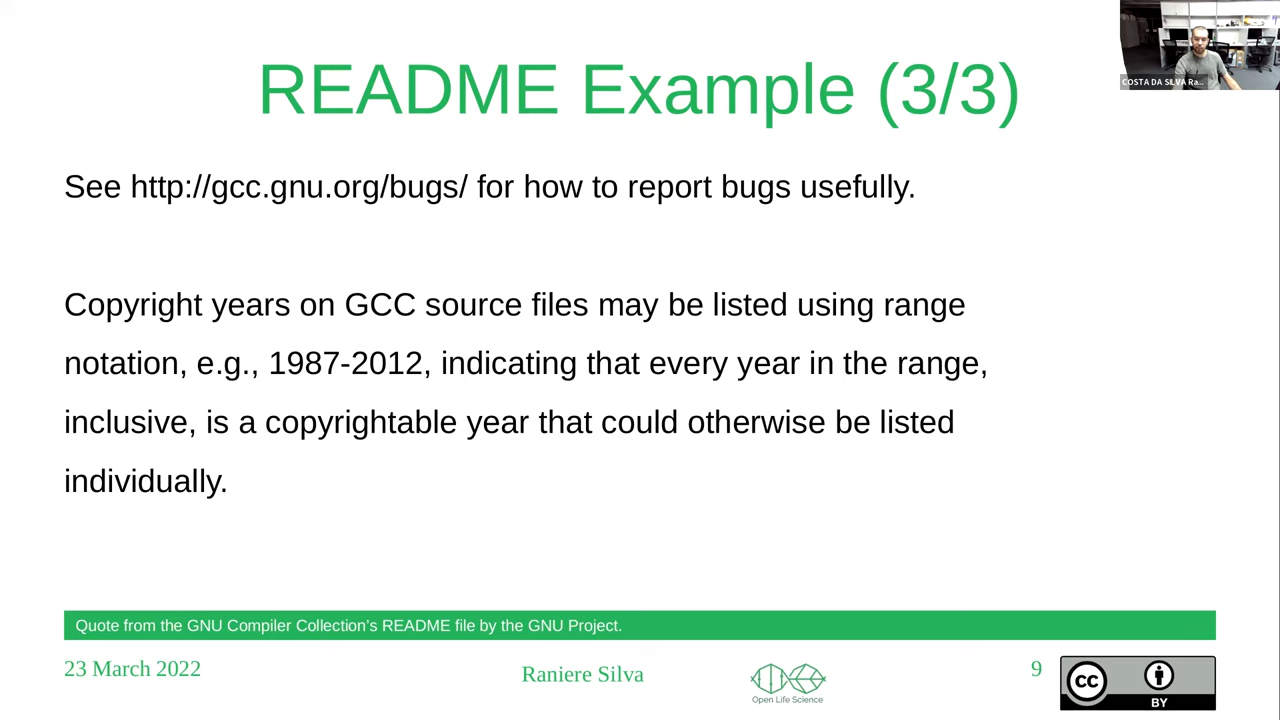 COSTA DA SILVA Ra...
README Example (3/3)
See http://gcc.gnu.org/bugs/ for how to report bugs usefully.
Copyright years on GCC source files may be listed using range
notation, e.g., 1987-2012, indicating that every year in the range,
inclusive, is a copyrightable year that could otherwise be listed
individually.
Quote from the GNU Compiler Collection’s README file by the GNU Project.
23 March 2022
Raniere Silva
Open Life Science
9
CC
BY